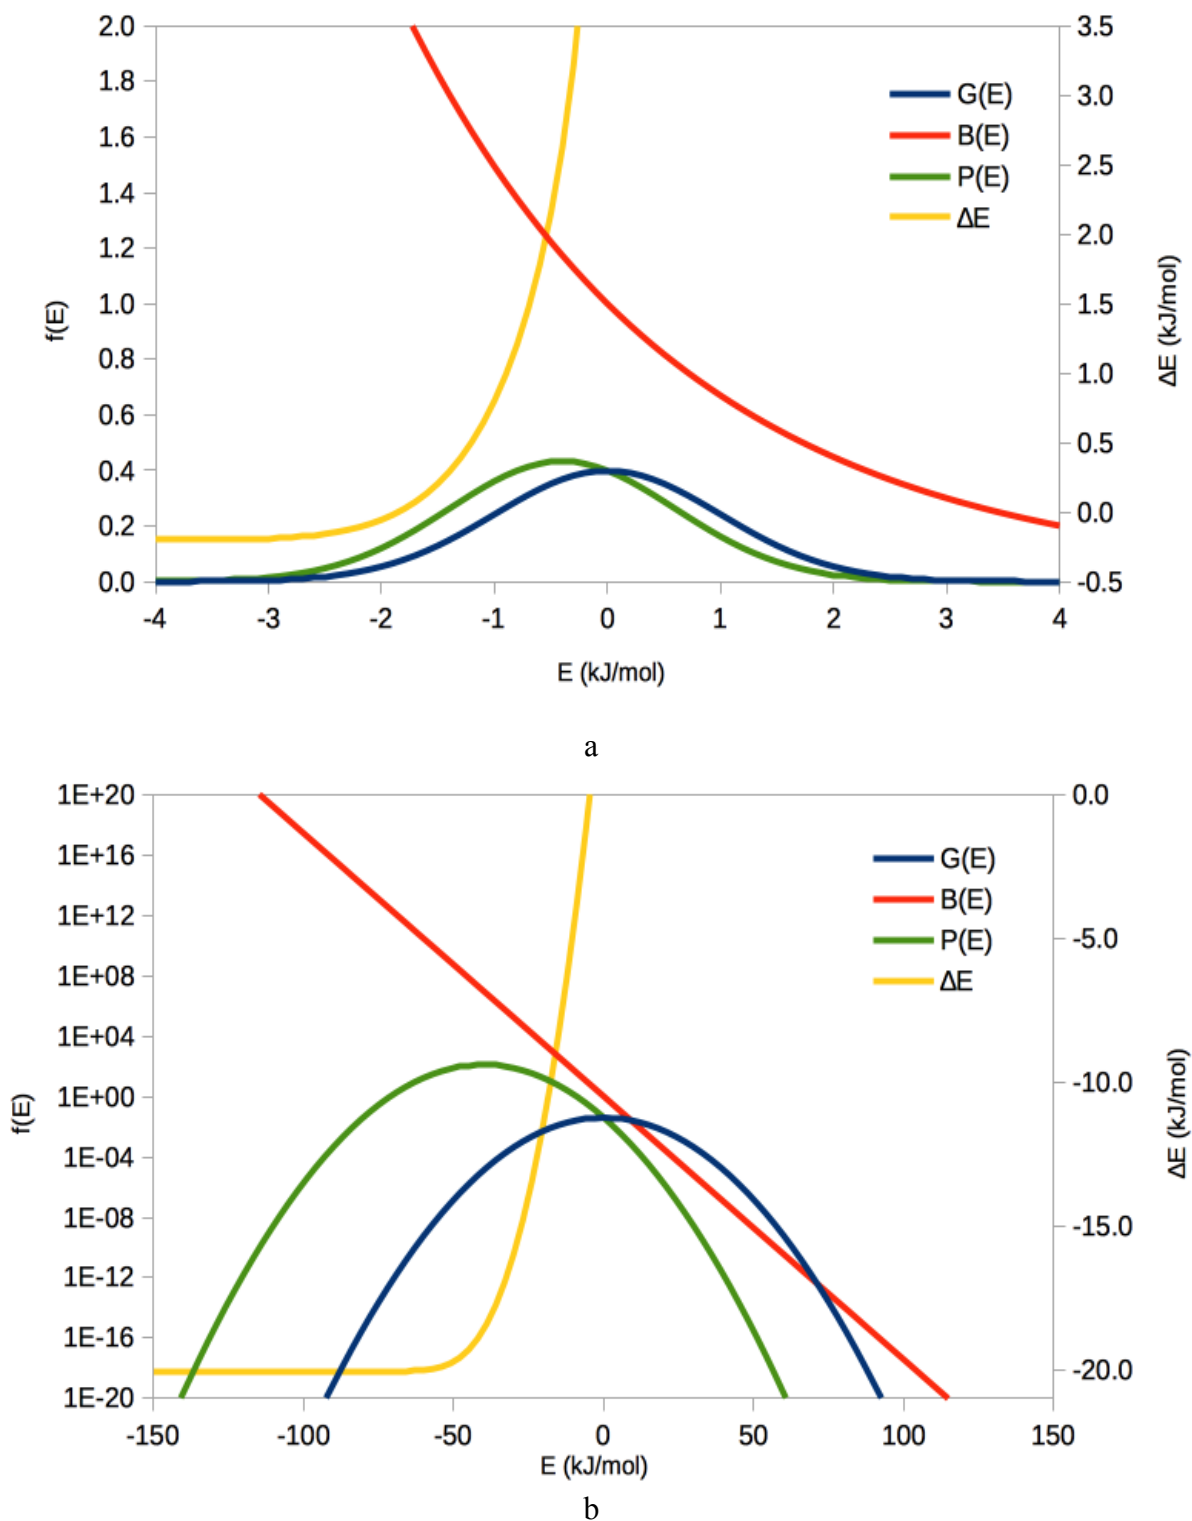 2.0
1.8
1.6
1.4
1.2
1.0
0.8
0.6
0.4
0.2
0.0
f(E)
3.5
3.0
2.5
2.0
1.5
1.0
0.5
0.0
-0.5
ΔE (kJ/mol)
G(E)
B(E)
P(E)
ΔE
-4 -3 -2 -1 0 1 2 3 4
E (kJ/mol)
a
1E+20
1E+16
1E+12
1E+08
1E+04
1E+00
1E-04
1E-08
1E-12
1E-16
1E-20
f(E)
0.0
-5.0
-10.0
-15.0
-20.0
ΔE (kJ/mol)
G(E)
B(E)
P(E)
ΔE
-150 -100 -50 0 50 100 150
E (kJ/mol)
b